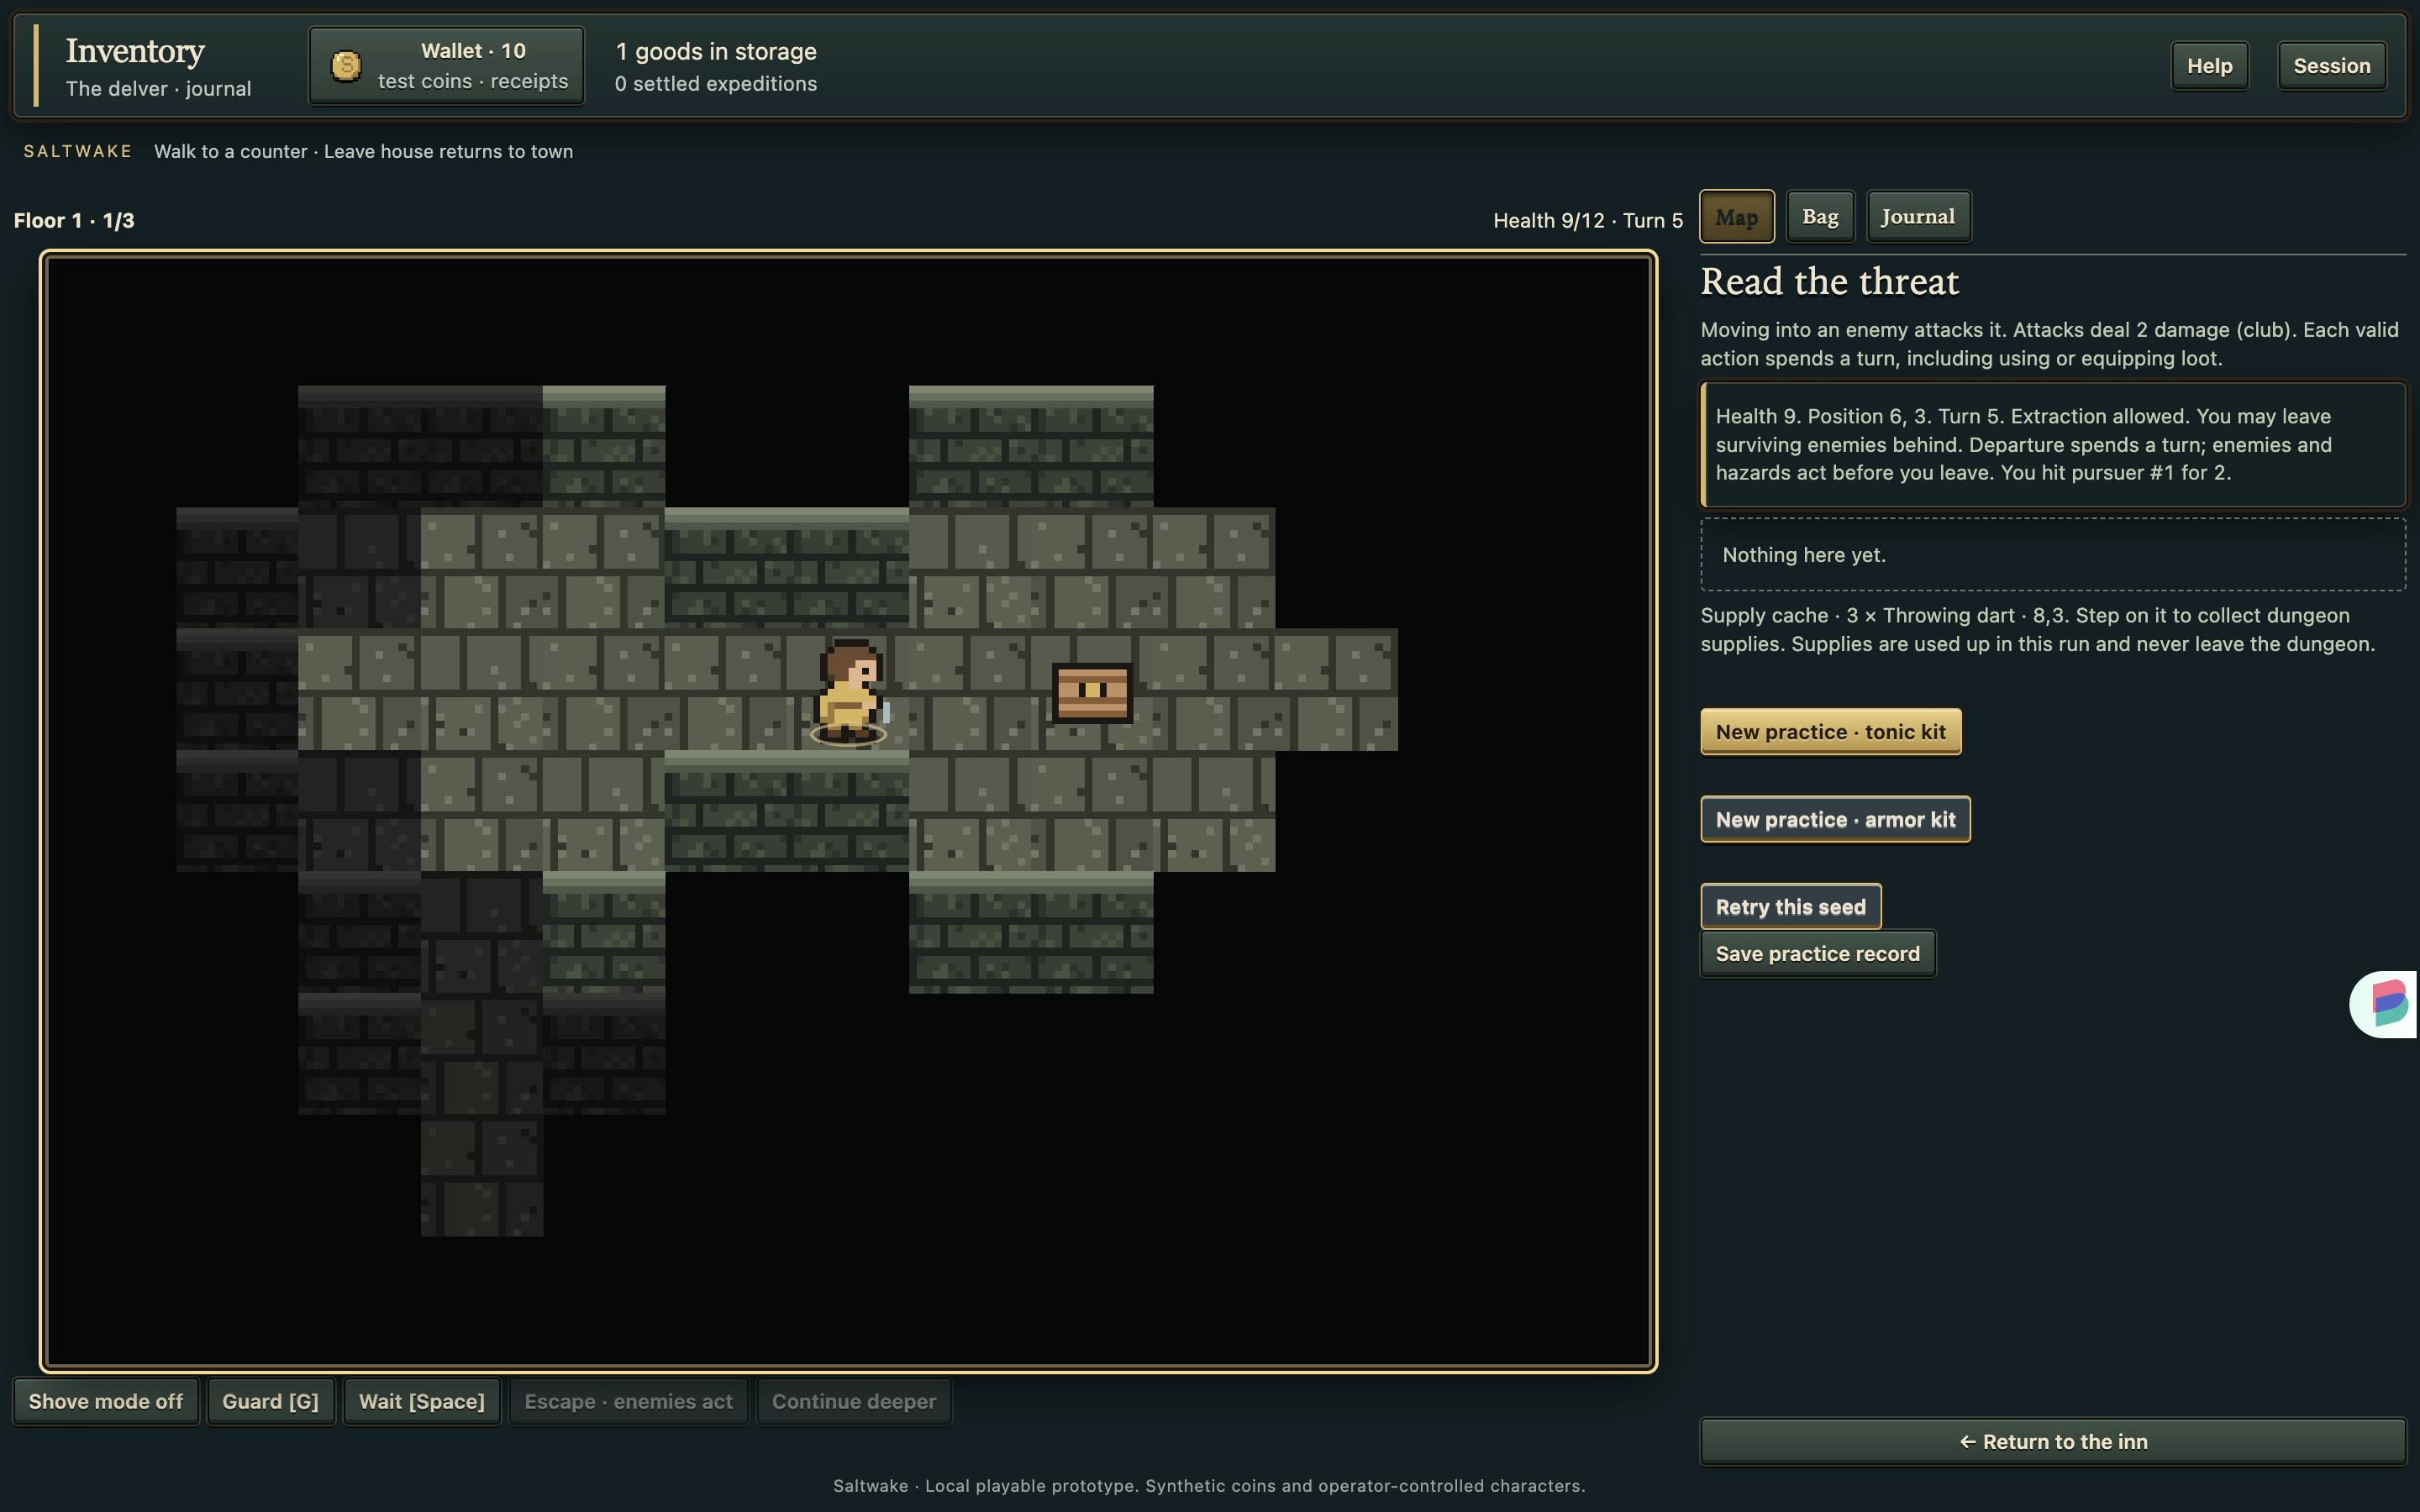 Inventory
The delver · journal
Wallet · 10
test coins · receipts
1 goods in storage
0 settled expeditions
Help
Session
SALTWAKE Walk to a counter · Leave house returns to town
Floor 1 · 1/3
Health 9/12 · Turn 5
Map
Bag
Journal
Read the threat
Moving into an enemy attacks it. Attacks deal 2 damage (club). Each valid
action spends a turn, including using or equipping loot.
Health 9. Position 6, 3. Turn 5. Extraction allowed. You may leave
surviving enemies behind. Departure spends a turn; enemies and
hazards act before you leave. You hit pursuer #1 for 2.
Nothing here yet.
Supply cache · 3 × Throwing dart · 8,3. Step on it to collect dungeon
supplies. Supplies are used up in this run and never leave the dungeon.
New practice · tonic kit
New practice · armor kit
Retry this seed
Save practice record
Shove mode off
Guard [G]
Wait [Space]
Escape · enemies act
Continue deeper
← Return to the inn
Saltwake · Local playable prototype. Synthetic coins and operator-controlled characters.